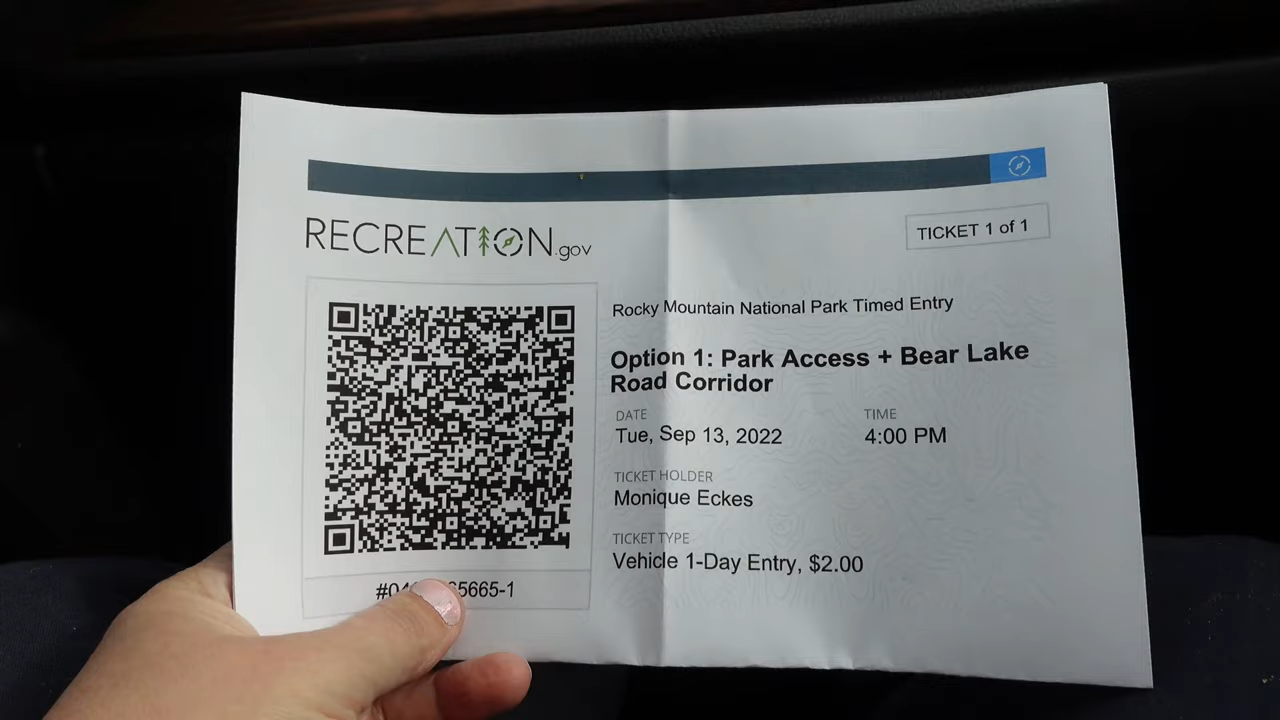 RECREATION.gov
TICKET 1 of 1
Rocky Mountain National Park Timed Entry
Option 1: Park Access + Bear Lake
Road Corridor
DATE
TIME
Tue, Sep 13, 2022
4:00 PM
TICKET HOLDER
Monique Eckes
TICKET TYPE
Vehicle 1-Day Entry, $2.00